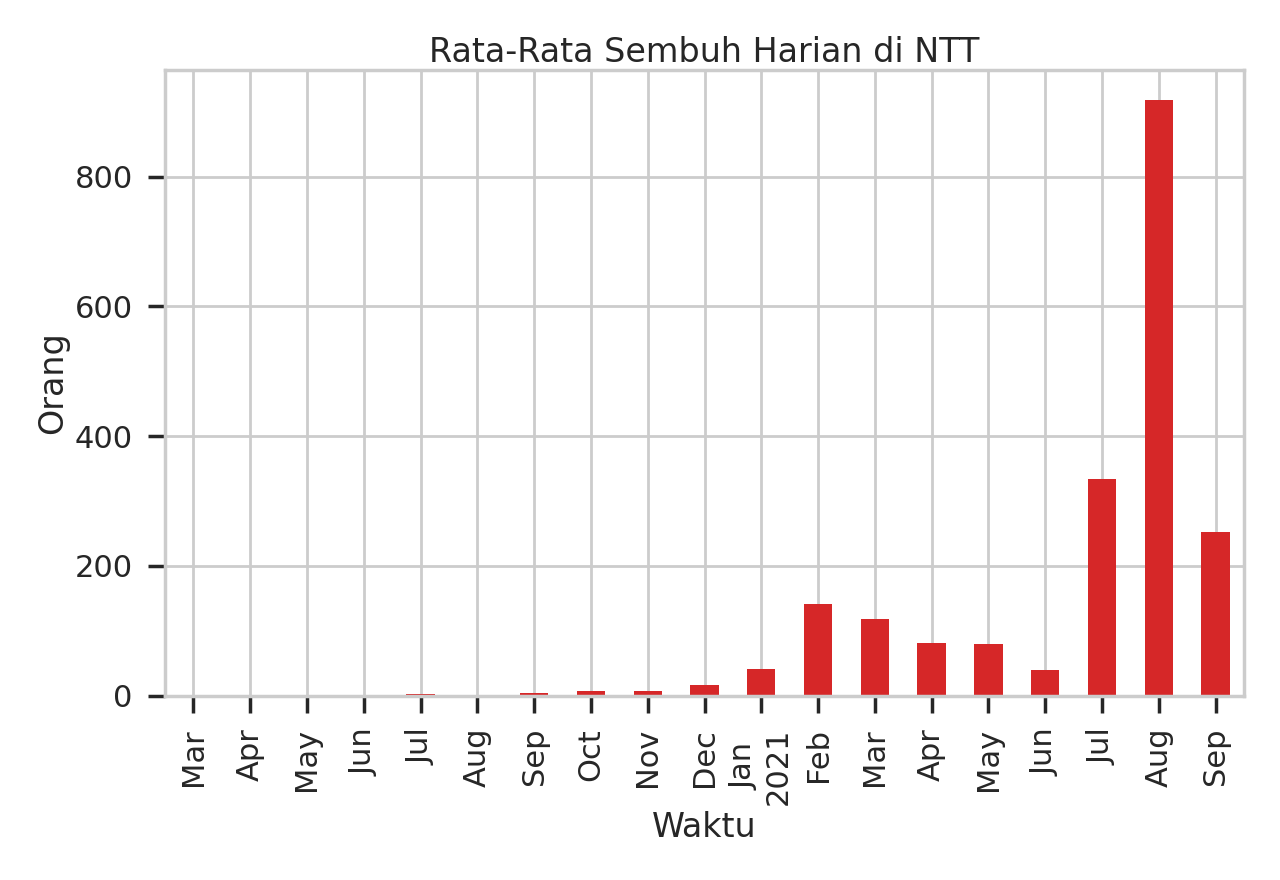 Rata-Rata Sembuh Harian di NTT
Orang
800
600
400
200
0
Mar
Apr
May
Jun
Jul
Aug
Sep
Oct
Nov
Dec
Jan
2021
Feb
Mar
Apr
May
Jun
Jul
Aug
Sep
Waktu